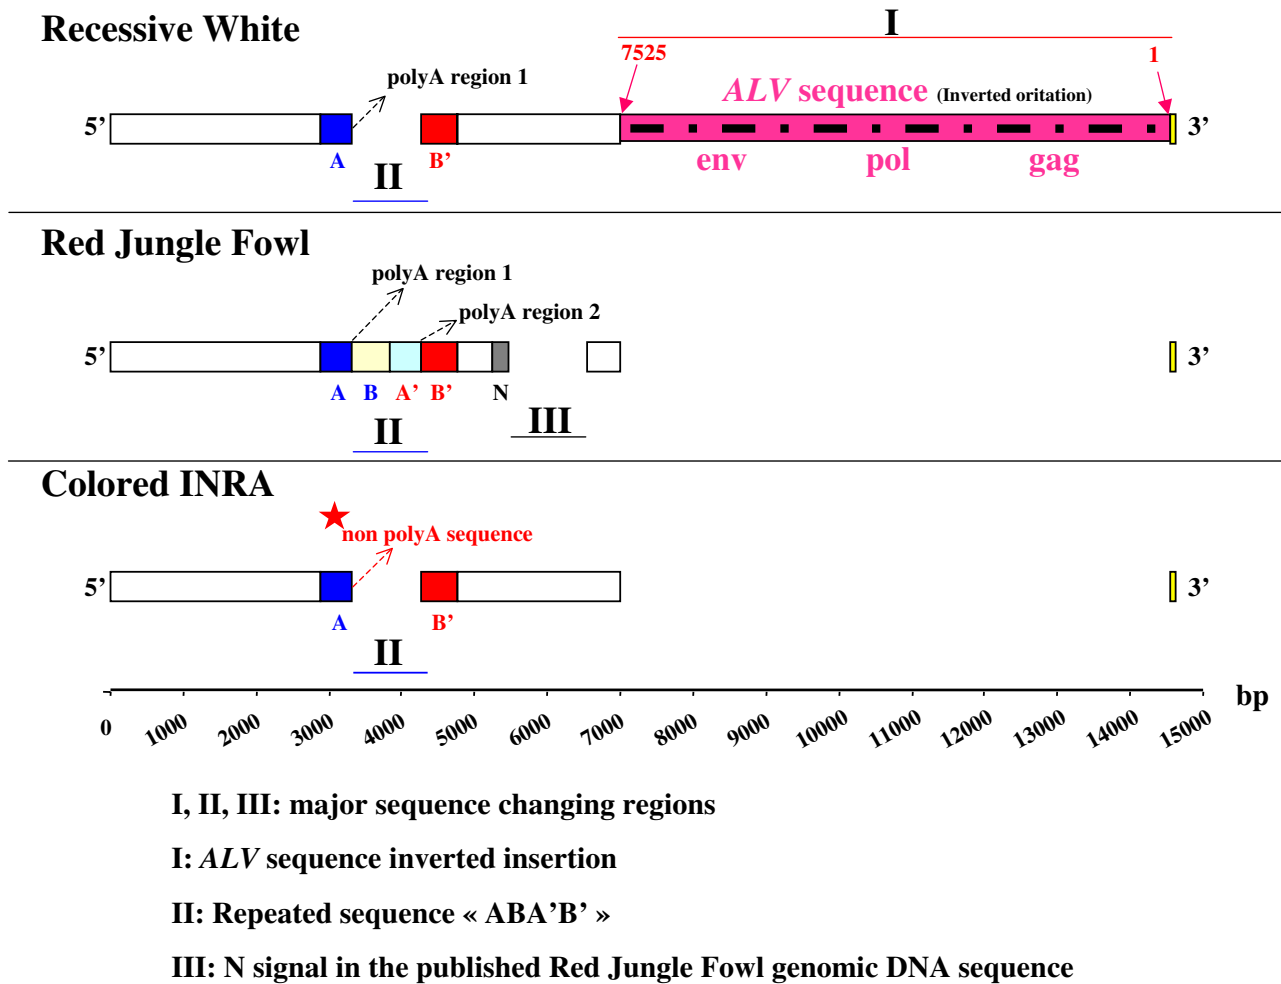 Recessive White
I
7525
1
polyA region 1
ALV sequence (Inverted oritation)
5’
3’
A
B’
env
pol
gag
II
Red Jungle Fowl
polyA region 1
polyA region 2
5’
3’
A
B
A’
B’
N
II
III
Colored INRA
non polyA sequence
5’
3’
A
B’
II
bp
0
1000
2000
3000
4000
5000
6000
7000
8000
9000
10000
11000
12000
13000
14000
15000
I, II, III: major sequence changing regions
I: ALV sequence inverted insertion
II: Repeated sequence « ABA’B’ »
III: N signal in the published Red Jungle Fowl genomic DNA sequence